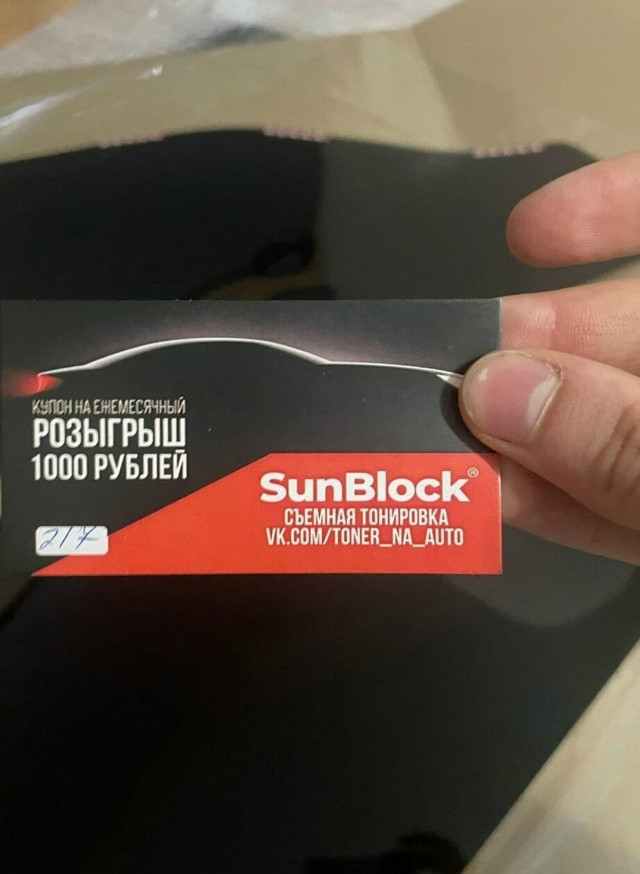 КУПОН НА ЕЖЕМЕСЯЧНЫЙ
РОЗЫГРЫШ
1000 РУБЛЕЙ
217
SunBlock®
СЪЕМНАЯ ТОНИРОВКА
VK.COM/TONER_NA_AUTO